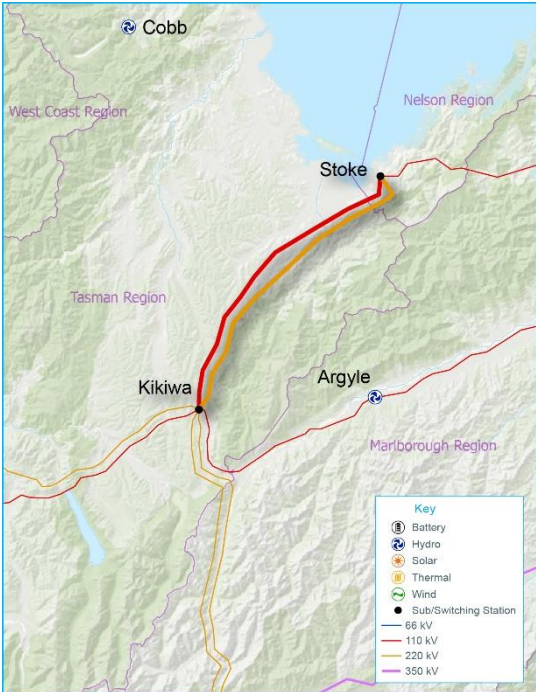 Cobb
West Coast Region
Nelson Region
Stoke
Tasman Region
Kikiwa
Argyle
Marlborough Region
Key
Battery
Hydro
Solar
Thermal
Wind
Sub/Switching Station
66 kV
110 kV
220 kV
350 kV